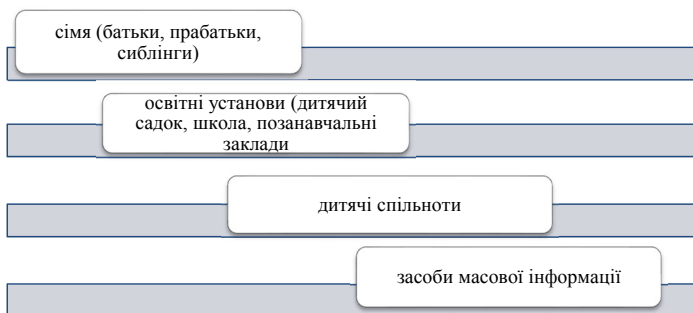 сімя (батьки, прабатьки,
сиблінги)
освітні установи (дитячий
садок, школа, позанавчальні
заклади
дитячі спільноти
засоби масової інформації